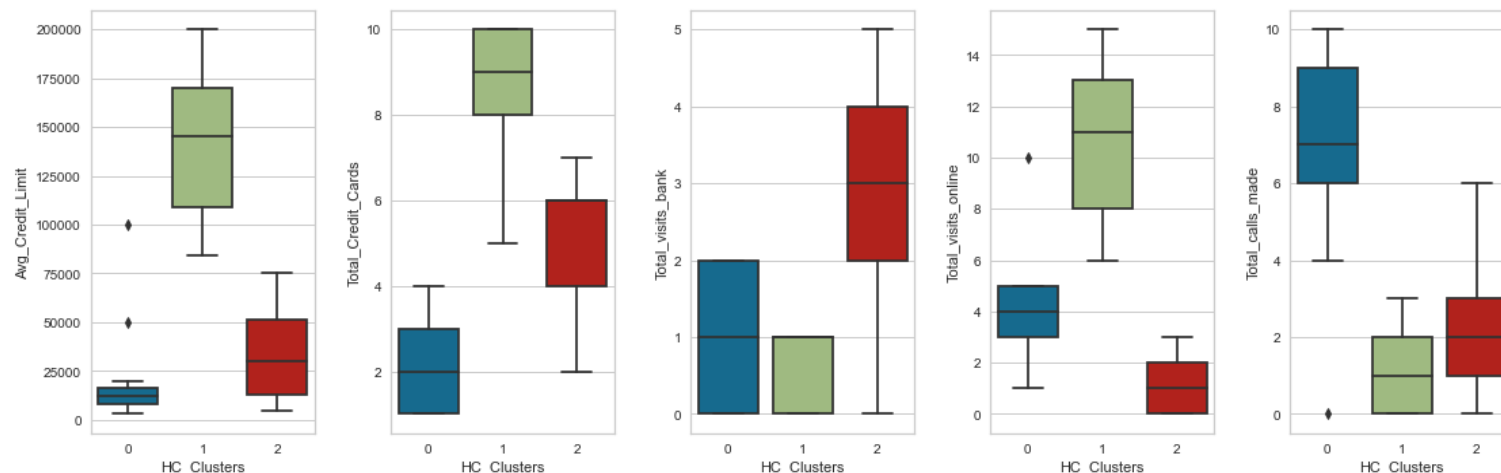 Avg_Credit_Limit
200000
175000
150000
125000
100000
75000
50000
25000
0
0 1 2
HC_Clusters
Total_Credit_Cards
10
8
6
4
2
0 1 2
HC_Clusters
Total_visits_bank
5
4
3
2
1
0
0 1 2
HC_Clusters
Total_visits_online
14
12
10
8
6
4
2
0
0 1 2
HC_Clusters
Total_calls_made
10
8
6
4
2
0
0 1 2
HC_Clusters